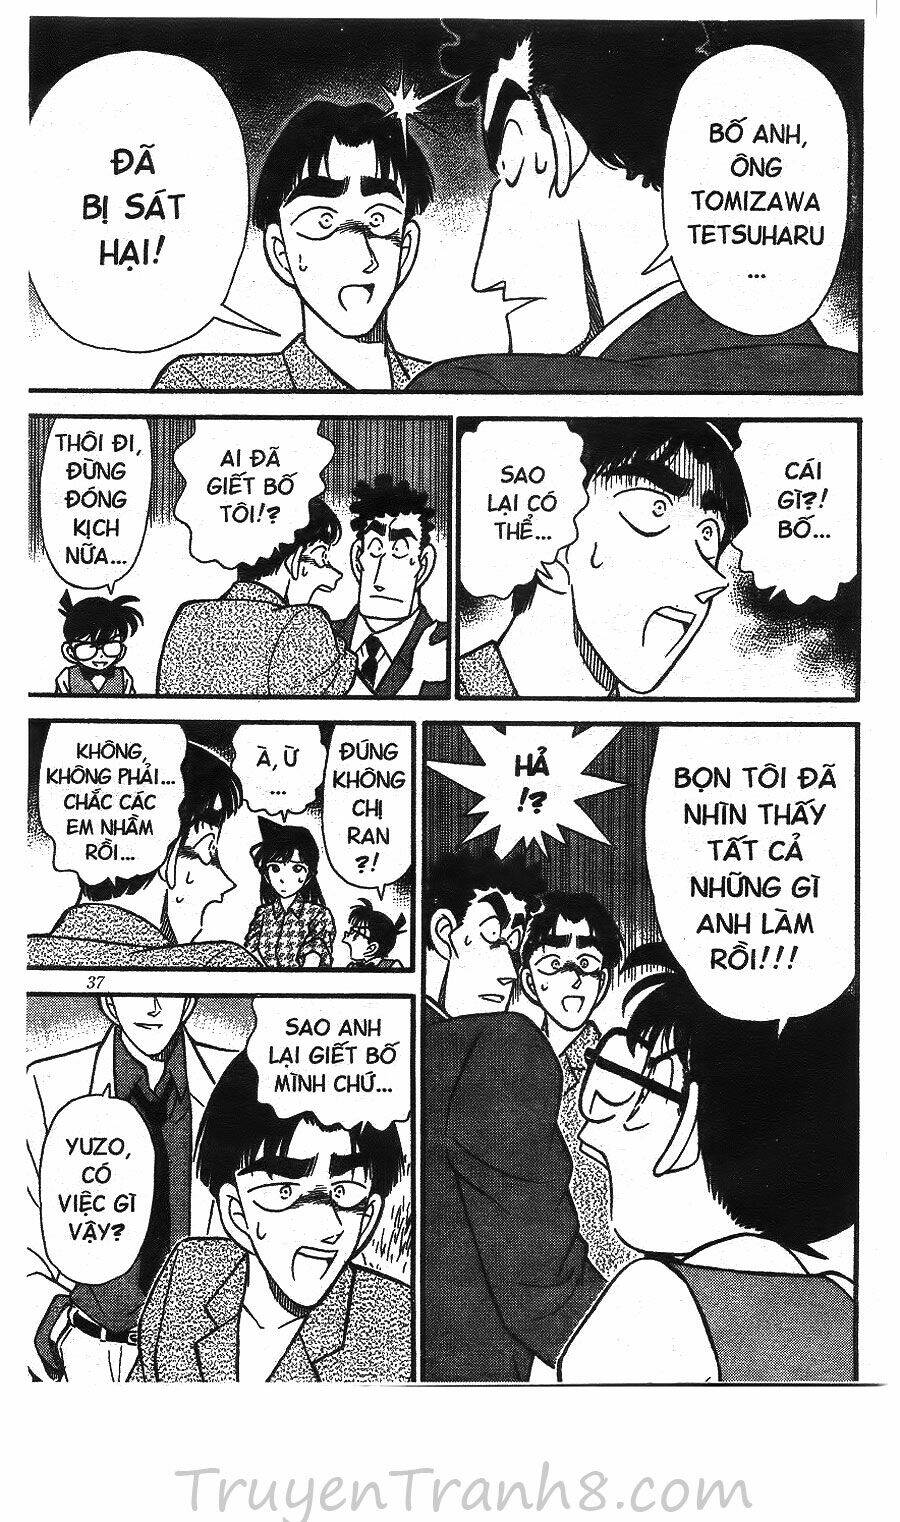 BỐ ANH,
ÔNG
TOMIZAWA
TETSUHARU
...
ĐÃ
BỊ SÁT
HẠI!
CÁI
GÌ?!
BỐ...
SAO
LẠI CÓ
THỂ...
AI ĐÃ
GIẾT BỐ
TÔI!?
THÔI ĐI,
ĐỪNG
ĐÓNG
KỊCH
NỮA...
BỌN TÔI ĐÃ
NHÌN THẤY
TẤT CẢ
NHỮNG GÌ
ANH LÀM
RỒI!!!
HẢ
!?
ĐÚNG
KHÔNG
CHỊ
RAN
?!
À, Ừ
...
KHÔNG,
KHÔNG PHẢI...
CHẮC CÁC
EM NHẦM
RỒI...
37
SAO ANH
LẠI GIẾT BỐ
MÌNH CHỨ...
YUZO,
CÓ
VIỆC GÌ
VẬY?
TruyenTranh8.com